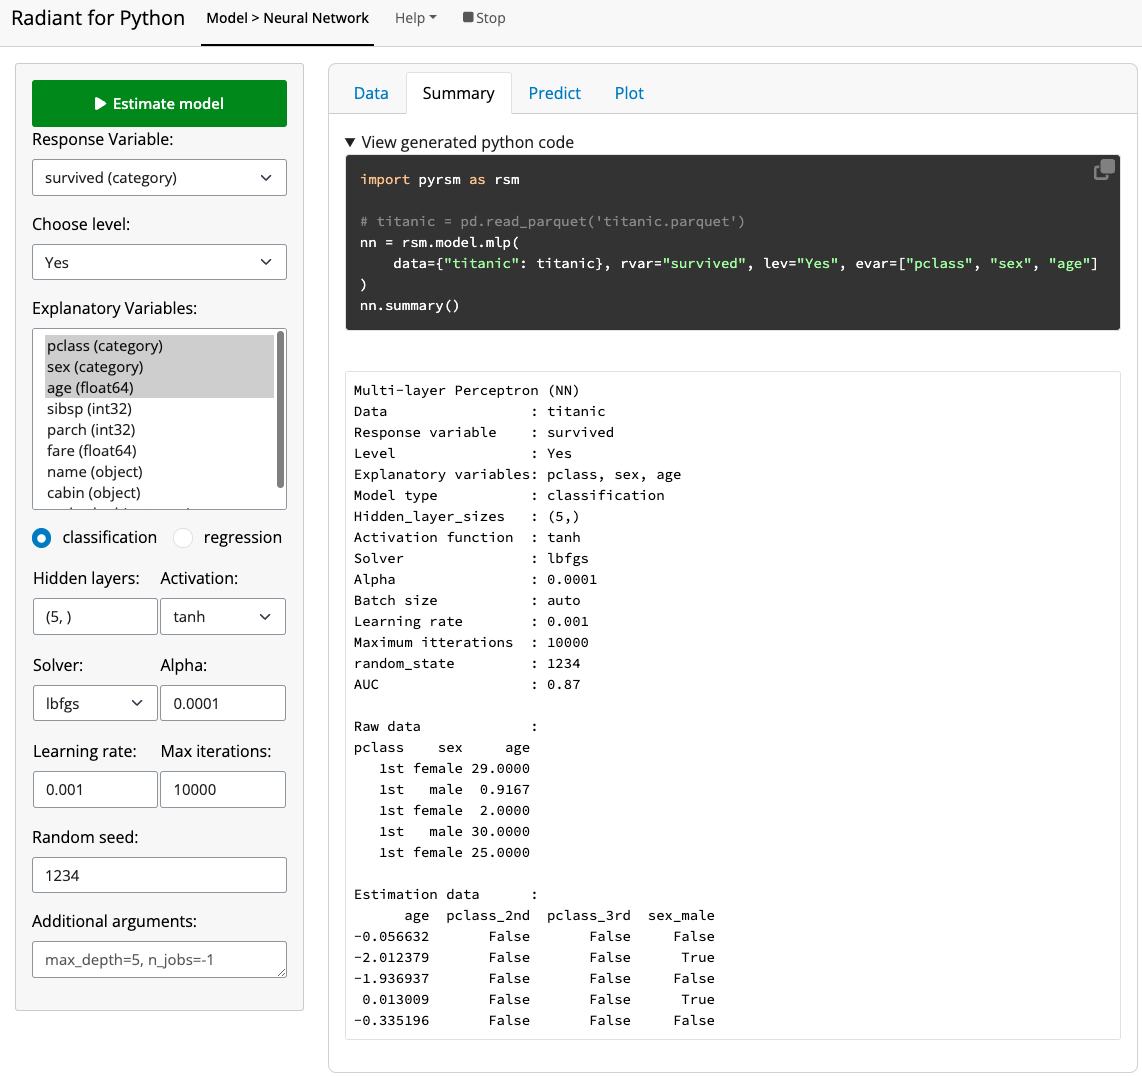 Radiant for Python Model > Neural Network Help Stop
Estimate model
Response Variable:
survived (category)
Choose level:
Yes
Explanatory Variables:
pclass (category)
sex (category)
age (float64)
sibsp (int32)
parch (int32)
fare (float64)
name (object)
cabin (object)
classification regression
Hidden layers: Activation:
(5, ) tanh
Solver: Alpha:
lbfgs 0.0001
Learning rate: Max iterations:
0.001 10000
Random seed:
1234
Additional arguments:
max_depth=5, n_jobs=-1
Data Summary Predict Plot
View generated python code
import pyrsm as rsm
# titanic = pd.read_parquet('titanic.parquet')
nn = rsm.model.mlp(
data={"titanic": titanic}, rvar="survived", lev="Yes", evar=["pclass", "sex", "age"]
)
nn.summary()
Multi-layer Perceptron (NN)
Data : titanic
Response variable : survived
Level : Yes
Explanatory variables: pclass, sex, age
Model type : classification
Hidden_layer_sizes : (5,)
Activation function : tanh
Solver : lbfgs
Alpha : 0.0001
Batch size : auto
Learning rate : 0.001
Maximum itterations : 10000
random_state : 1234
AUC : 0.87
Raw data :
pclass sex age
1st female 29.0000
1st male 0.9167
1st female 2.0000
1st male 30.0000
1st female 25.0000
Estimation data :
age pclass_2nd pclass_3rd sex_male
-0.056632 False False False
-2.012379 False False True
-1.936937 False False False
0.013009 False False True
-0.335196 False False False